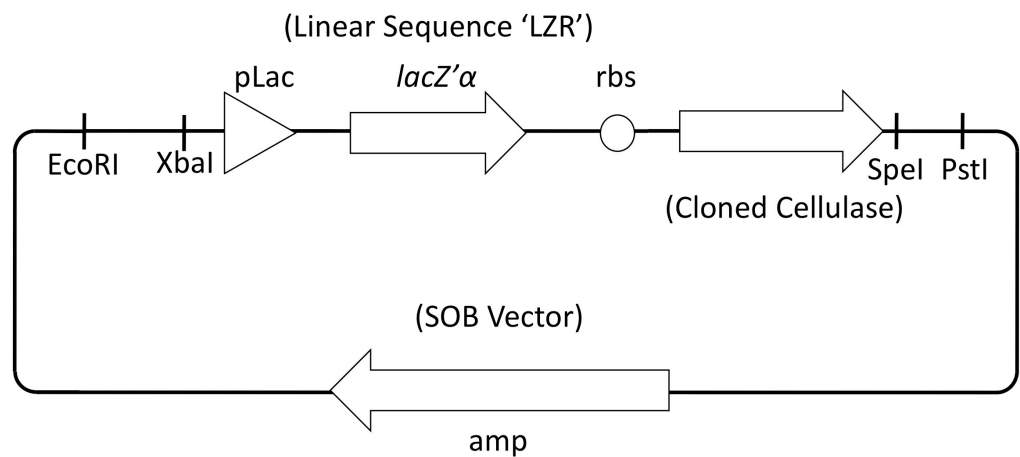 (Linear Sequence ‘LZR’)
pLac lacZ’α rbs
EcoRI XbaI SpeI PstI
(Cloned Cellulase)
(SOB Vector)
amp